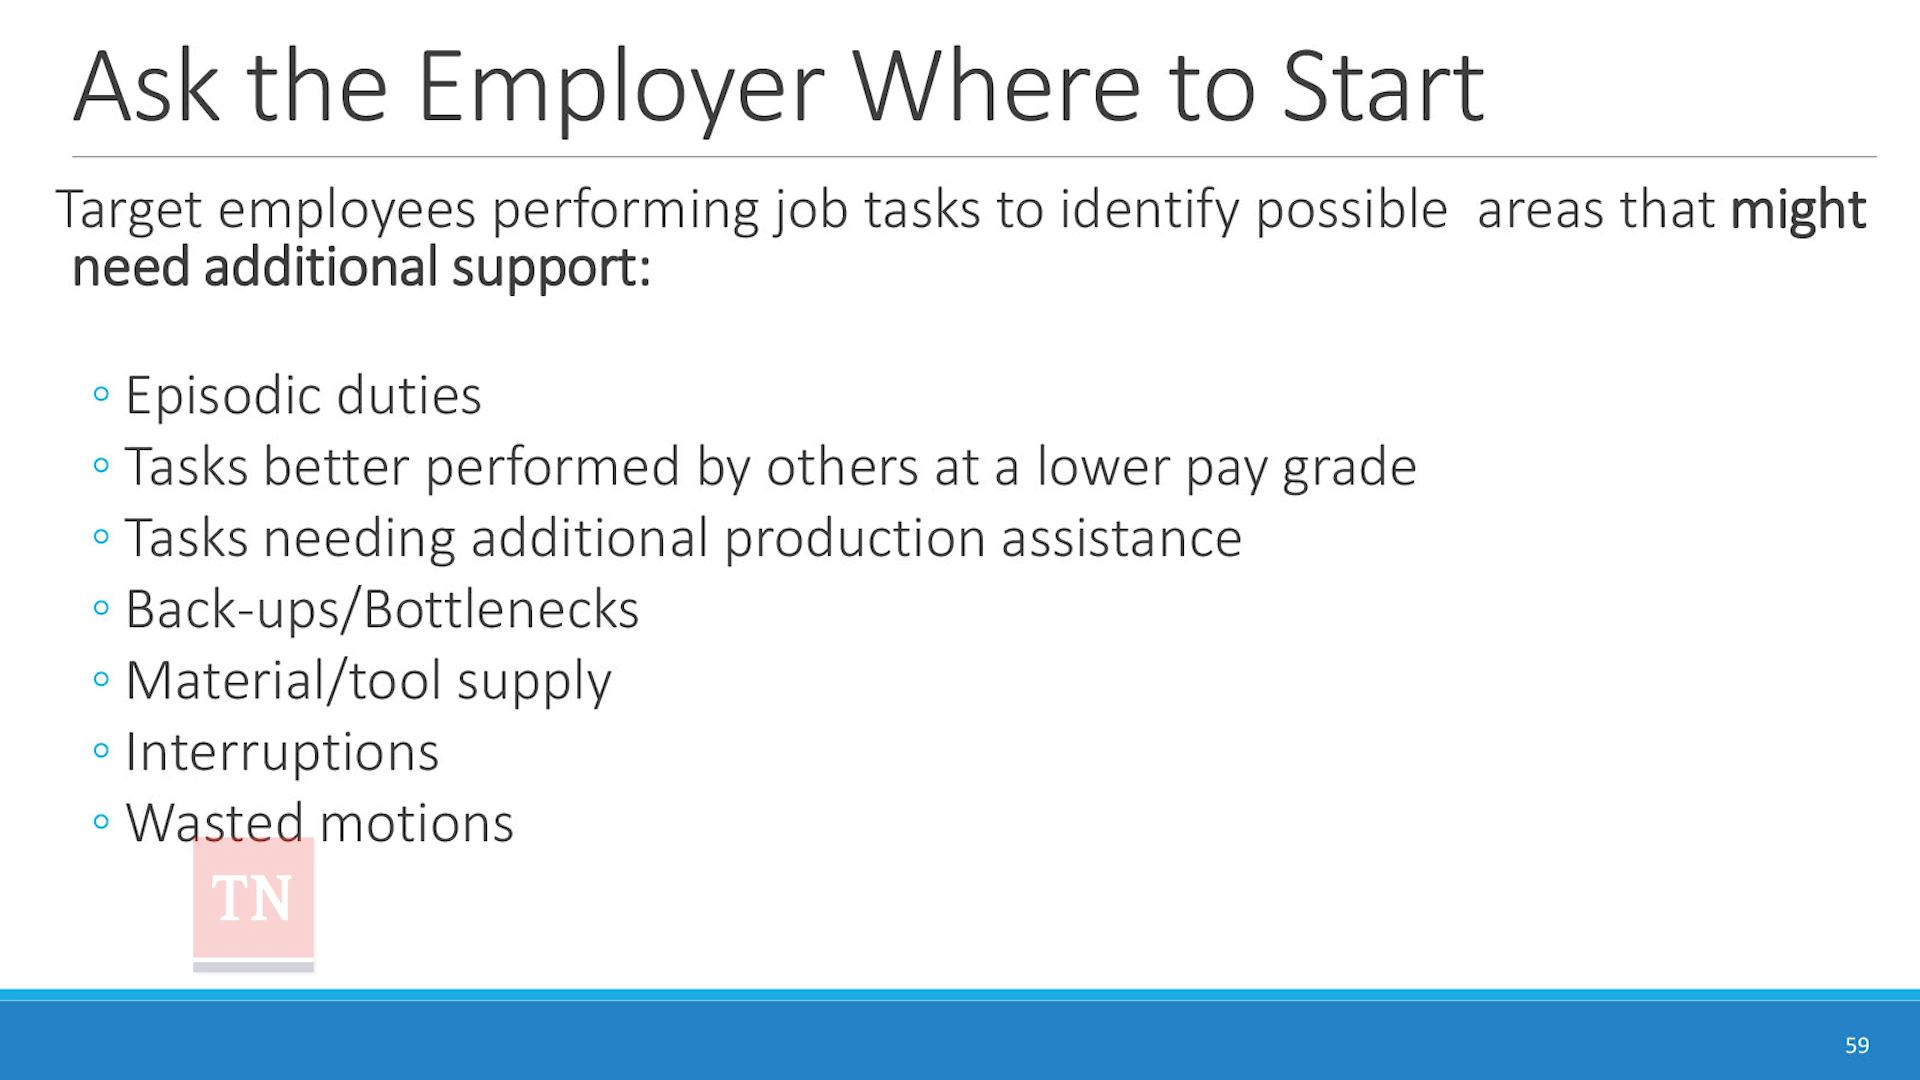 Ask the Employer Where to Start
Target employees performing job tasks to identify possible  areas that might
need additional support:
◦ Episodic duties
◦ Tasks better performed by others at a lower pay grade
◦ Tasks needing additional production assistance
◦ Back-ups/Bottlenecks
◦ Material/tool supply
◦ Interruptions
◦ Wasted motions
TN
59